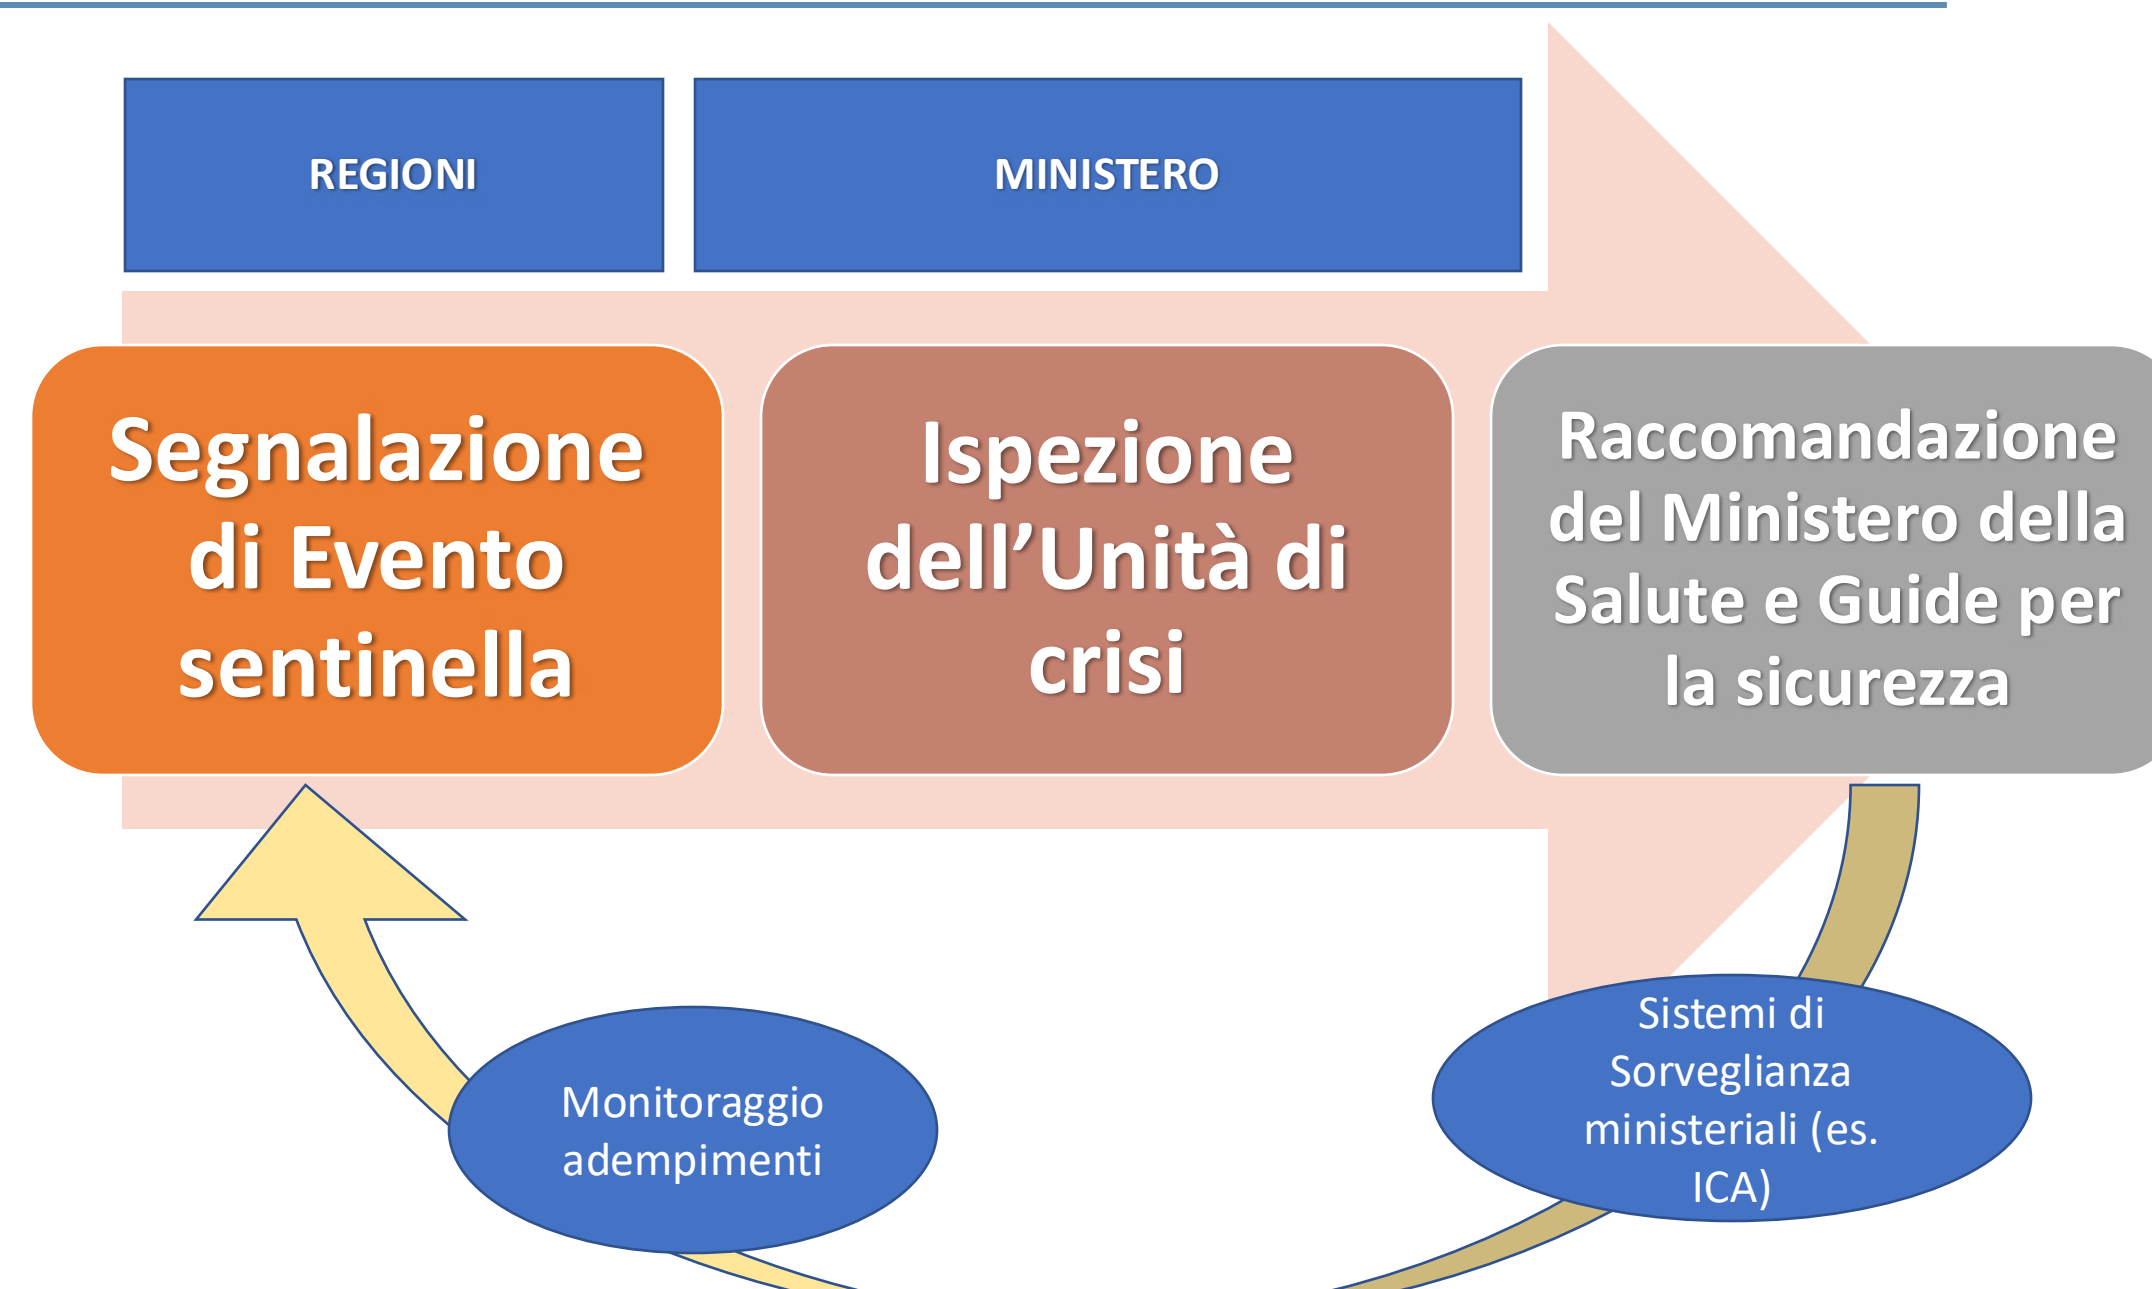 REGIONI
MINISTERO
Segnalazione
di Evento
sentinella
Ispezione
dell’Unità di
crisi
Raccomandazione
del Ministero della
Salute e Guide per
la sicurezza
Monitoraggio
adempimenti
Sistemi di
Sorveglianza
ministeriali (es.
ICA)